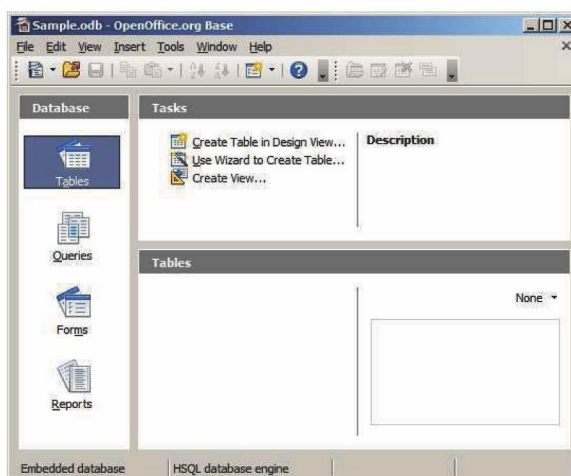 Sample.odb - OpenOffice.org Base
File Edit View Insert Tools Window Help
Database
Tables
Queries
Forms
Reports
Tasks
Create Table in Design View...
Use Wizard to Create Table...
Create View...
Description
Tables
None
Embedded database
HSQL database engine